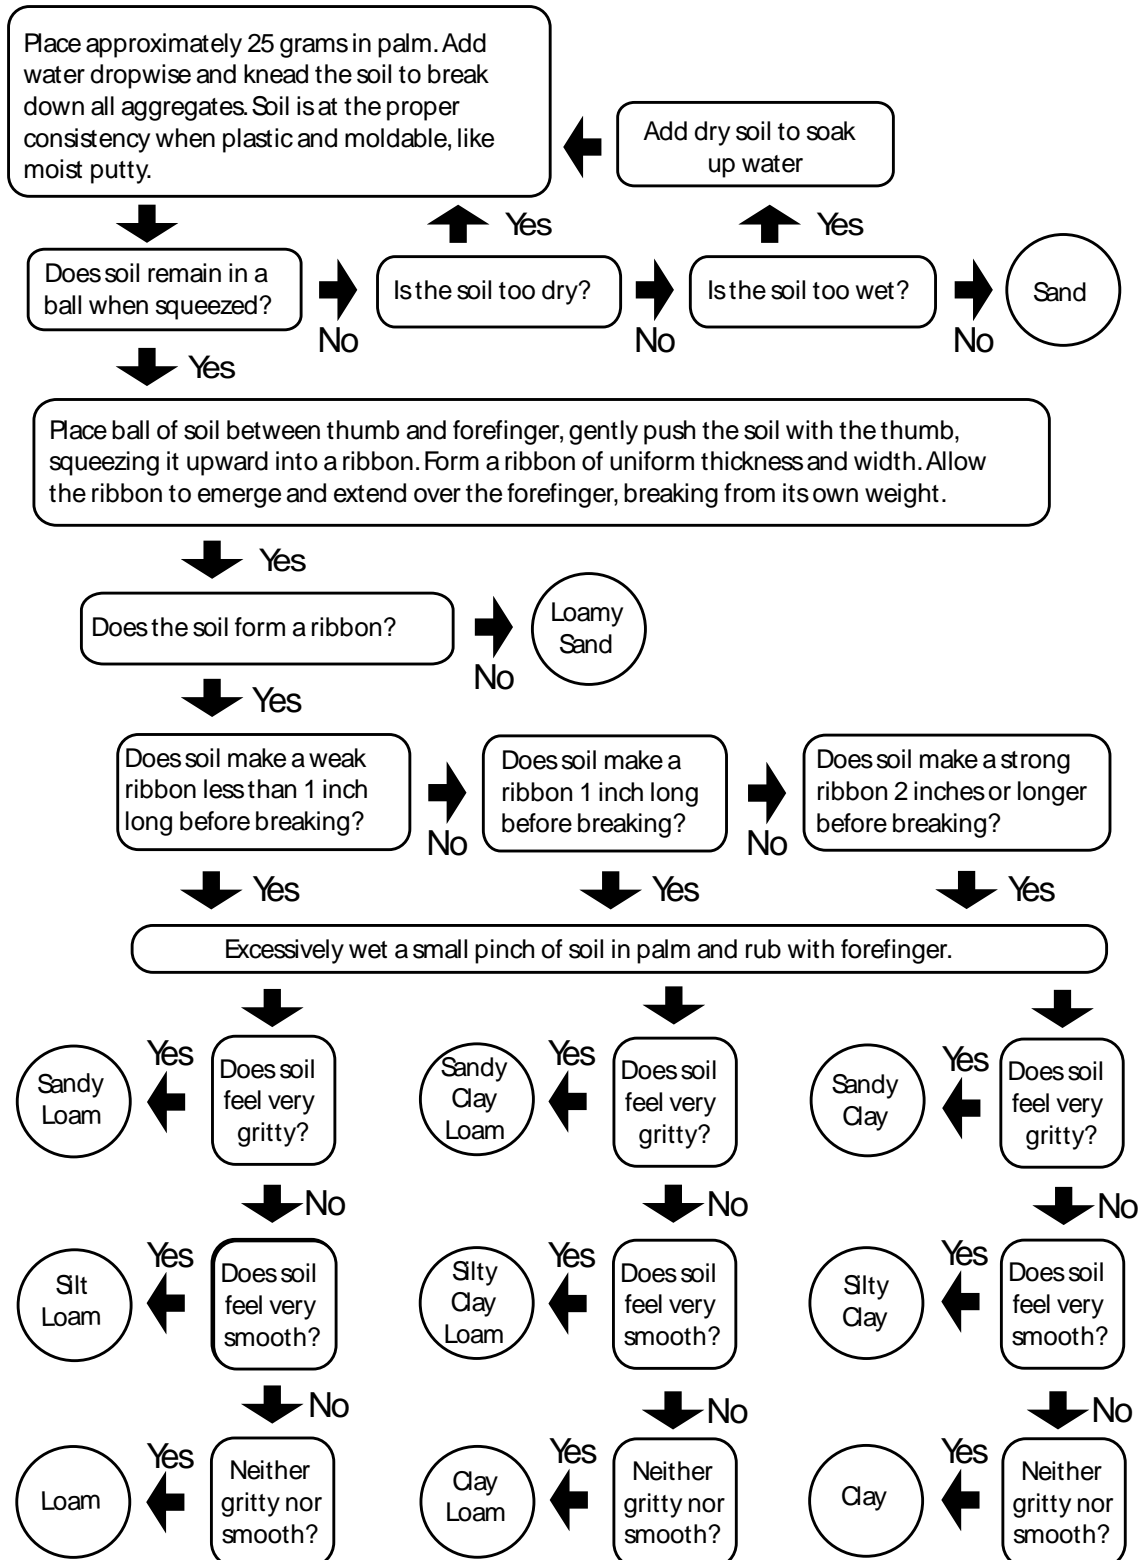 Place approximately 25 grams in palm. Add
water dropwise and knead the soil to break
down all aggregates. Soil is at the proper
consistency when plastic and moldable, like
moist putty.
Add dry soil to soak
up water
Yes
Yes
Does soil remain in a
ball when squeezed?
No
Is the soil too dry?
No
Is the soil too wet?
No
Sand
Yes
Place ball of soil between thumb and forefinger, gently push the soil with the thumb,
squeezing it upward into a ribbon. Form a ribbon of uniform thickness and width. Allow
the ribbon to emerge and extend over the forefinger, breaking from its own weight.
Yes
Does the soil form a ribbon?
No
Loamy
Sand
Yes
Does soil make a weak
ribbon less than 1 inch
long before breaking?
No
Does soil make a
ribbon 1 inch long
before breaking?
No
Does soil make a strong
ribbon 2 inches or longer
before breaking?
Yes
Yes
Yes
Excessively wet a small pinch of soil in palm and rub with forefinger.
Sandy
Loam
Yes
Does soil
feel very
gritty?
Sandy
Clay
Loam
Yes
Does soil
feel very
gritty?
Sandy
Clay
Yes
Does soil
feel very
gritty?
No
No
No
Silt
Loam
Yes
Does soil
feel very
smooth?
Silty
Clay
Loam
Yes
Does soil
feel very
smooth?
Silty
Clay
Yes
Does soil
feel very
smooth?
No
No
No
Loam
Yes
Neither
gritty nor
smooth?
Clay
Loam
Yes
Neither
gritty nor
smooth?
Clay
Yes
Neither
gritty nor
smooth?